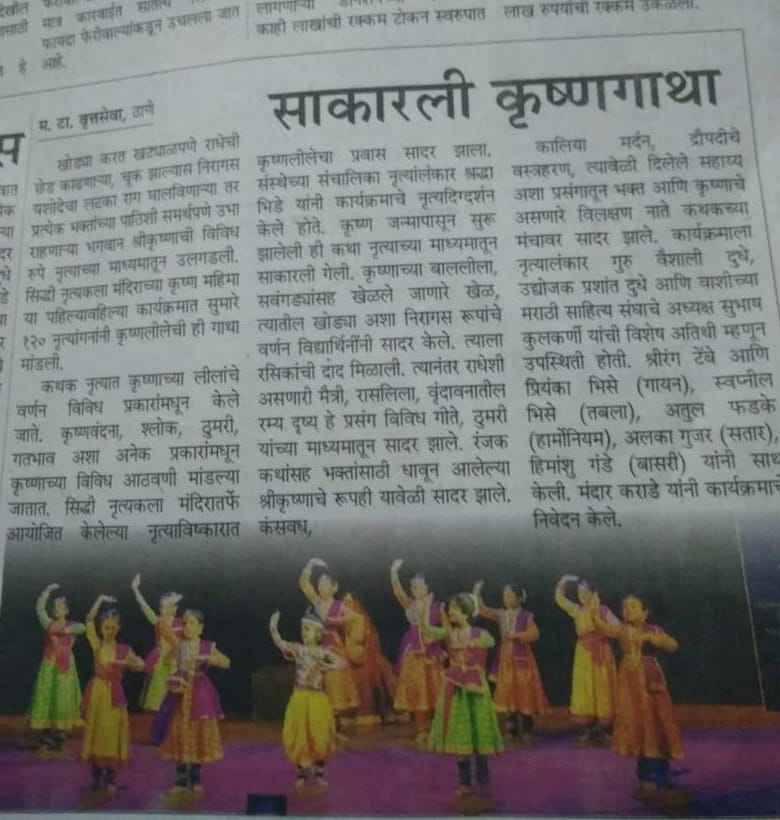 मात्र कारवाईत
फायदा फेरीवाल्यांकडून उचलला जात
आहे.
काही लाखांची रक्कम टोकन स्वरुपात
लाख रुपयांची रक्कम उकळली.
साकारली कृष्णगाथा
म. टा. वृत्तसेवा, ठाणे
खोड्या करत खट्याळपणे राधेची
छेड काढणाऱ्या, चूक झाल्यास निरागस
यशोदेचा लटका राग घालविणाऱ्या तर
प्रत्येक भक्तांच्या पाठिशी समर्थपणे उभा
राहणाऱ्या भगवान श्रीकृष्णाची विविध
रुपे नृत्याच्या माध्यमातून उलगडली.
सिद्धी नृत्यकला मंदिराच्या कृष्ण महिमा
या पहिल्यावहिल्या कार्यक्रमात सुमारे
१२० नृत्यांगनांनी कृष्णलीलेची ही गाथा
मांडली.
कथक नृत्यात कृष्णाच्या लीलांचे
वर्णन विविध प्रकारांमधून केले
जाते. कृष्णवंदना, श्लोक, ठुमरी,
गतभाव अशा अनेक प्रकारांमधून
कृष्णाच्या विविध आठवणी मांडल्या
जातात. सिद्धी नृत्यकला मंदिरातर्फे
आयोजित केलेल्या नृत्याविष्कारात
कृष्णलीलेचा प्रवास सादर झाला.
संस्थेच्या संचालिका नृत्यालंकार श्रद्धा
भिडे यांनी कार्यक्रमाचे नृत्यदिग्दर्शन
केले होते. कृष्ण जन्मापासून सुरू
झालेली ही कथा नृत्याच्या माध्यमातून
साकारली गेली. कृष्णाच्या बाललीला,
सवंगड्यांसह खेळले जाणारे खेळ,
त्यातील खोड्या अशा निरागस रूपांचे
वर्णन विद्यार्थिनींनी सादर केले. त्याला
रसिकांची दाद मिळाली. त्यानंतर राधेशी
असणारी मैत्री, रासलिला, वृंदावनातील
रम्य दृष्य हे प्रसंग विविध गोते, ठुमरी
यांच्या माध्यमातून सादर झाले. रंजक
कथांसह भक्तांसाठी धावून आलेल्या
श्रीकृष्णाचे रूपही यावेळी सादर झाले.
कंसवध,
कालिया मर्दन, द्रौपदीचे
वस्त्रहरण, त्यावेळी दिलेले सहाय्य
अशा प्रसंगातून भक्त आणि कृष्णाचे
असणारे विलक्षण नाते कथकच्या
मंचावर सादर झाले. कार्यक्रमाला
नृत्यालंकार गुरु वैशाली दुधे,
उद्योजक प्रशांत दुधे आणि वाशीच्या
मराठी साहित्य संघाचे अध्यक्ष सुभाष
कुलकर्णी यांची विशेष अतिथी म्हणून
उपस्थिती होती. श्रीरंग टेंबे आणि
प्रियंका भिसे (गायन), स्वप्नील
भिसे (तबला), अतुल फडके
(हार्मोनियम), अलका गुजर (सतार),
हिमांशु गंडे (बासरी) यांनी साथ
केली. मंदार कराडे यांनी कार्यक्रमाचे
निवेदन केले.